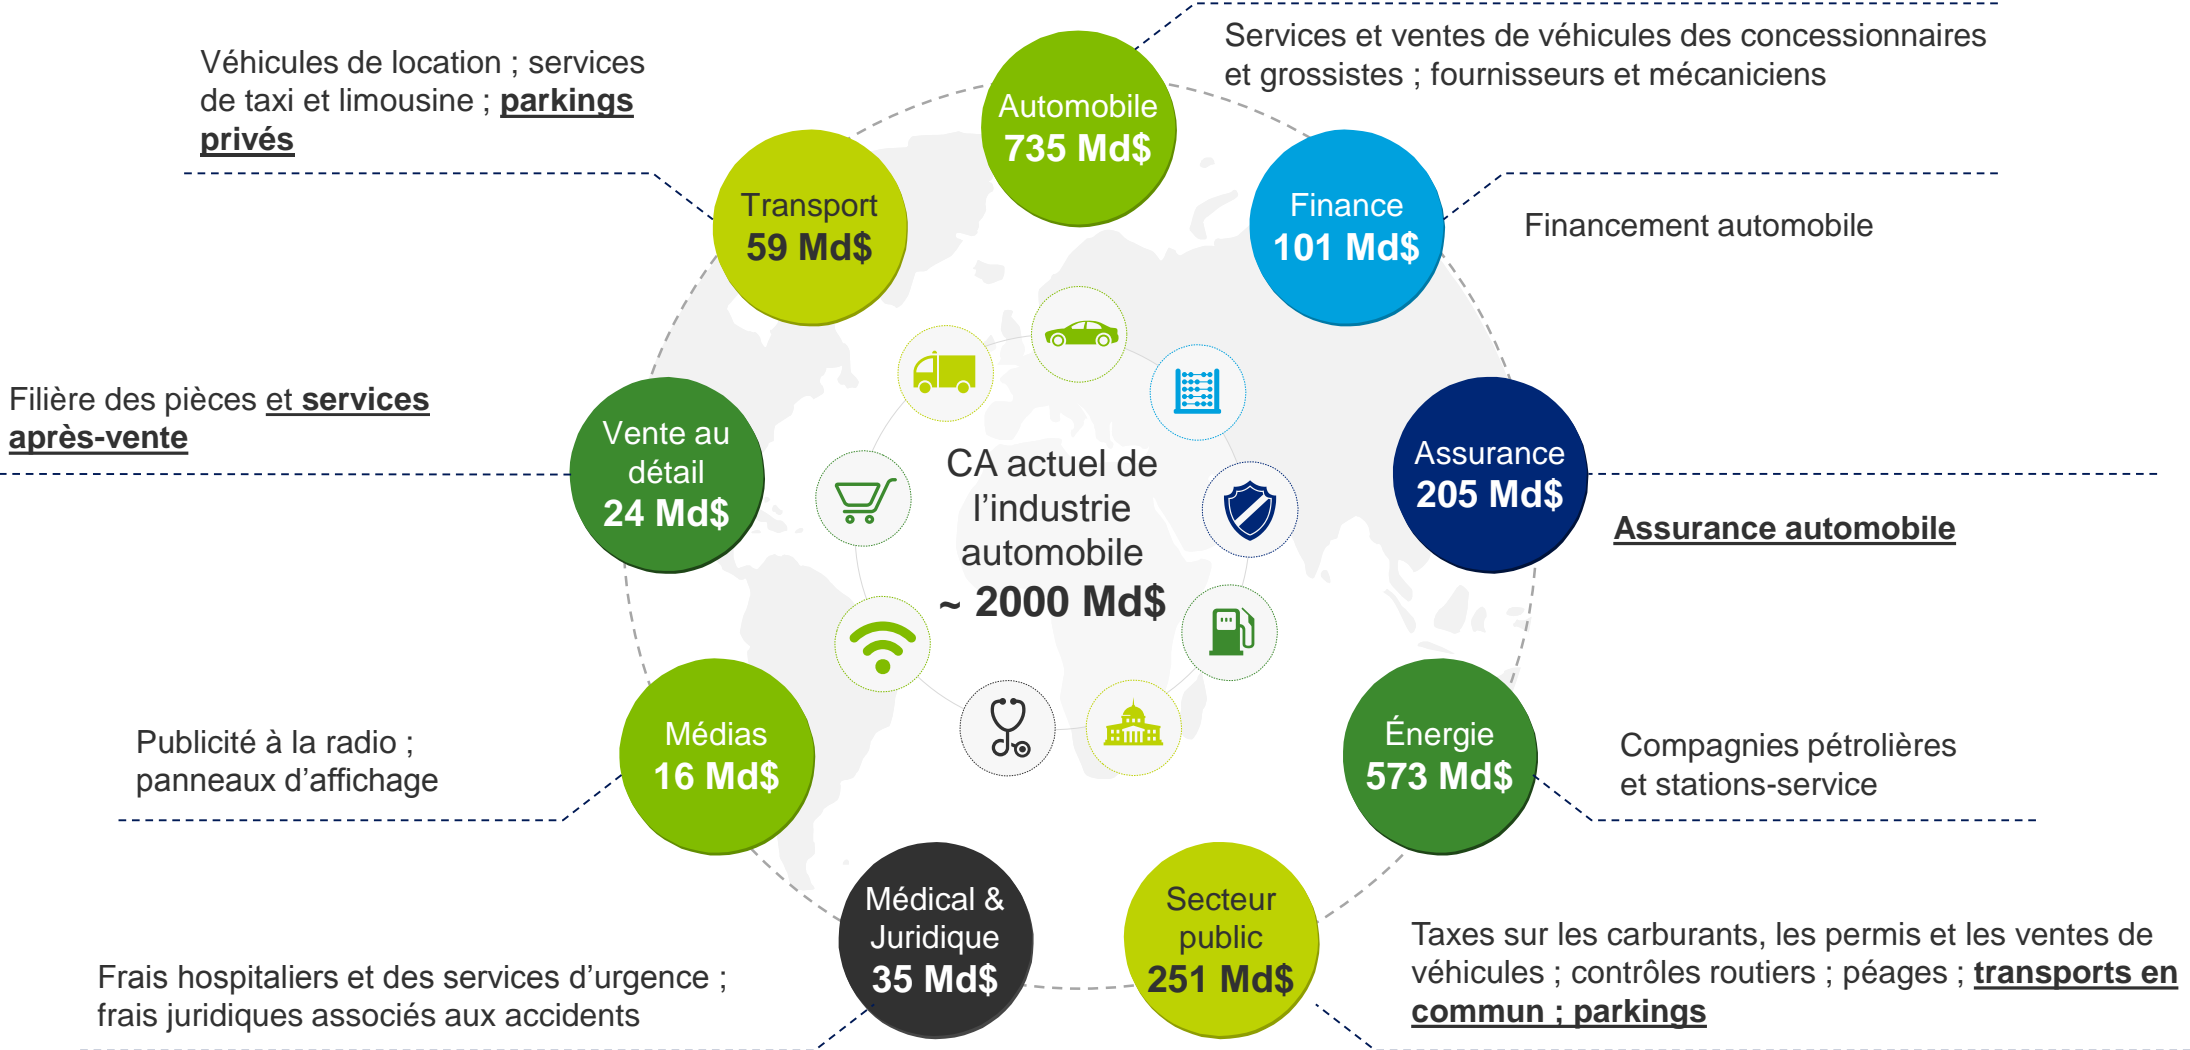 Services et ventes de véhicules des concessionnaires
et grossistes ; fournisseurs et mécaniciens
Véhicules de location ; services
de taxi et limousine ; parkings
privés
Automobile
735 Md$
Transport
59 Md$
Finance
101 Md$
Financement automobile
Filière des pièces et services
après-vente
Vente au
détail
24 Md$
CA actuel de
l’industrie
automobile
~ 2000 Md$
Assurance
205 Md$
Assurance automobile
Médias
16 Md$
Publicité à la radio ;
panneaux d’affichage
Énergie
573 Md$
Compagnies pétrolières
et stations-service
Médical &
Juridique
35 Md$
Frais hospitaliers et des services d’urgence ;
frais juridiques associés aux accidents
Secteur
public
251 Md$
Taxes sur les carburants, les permis et les ventes de
véhicules ; contrôles routiers ; péages ; transports en
commun ; parkings